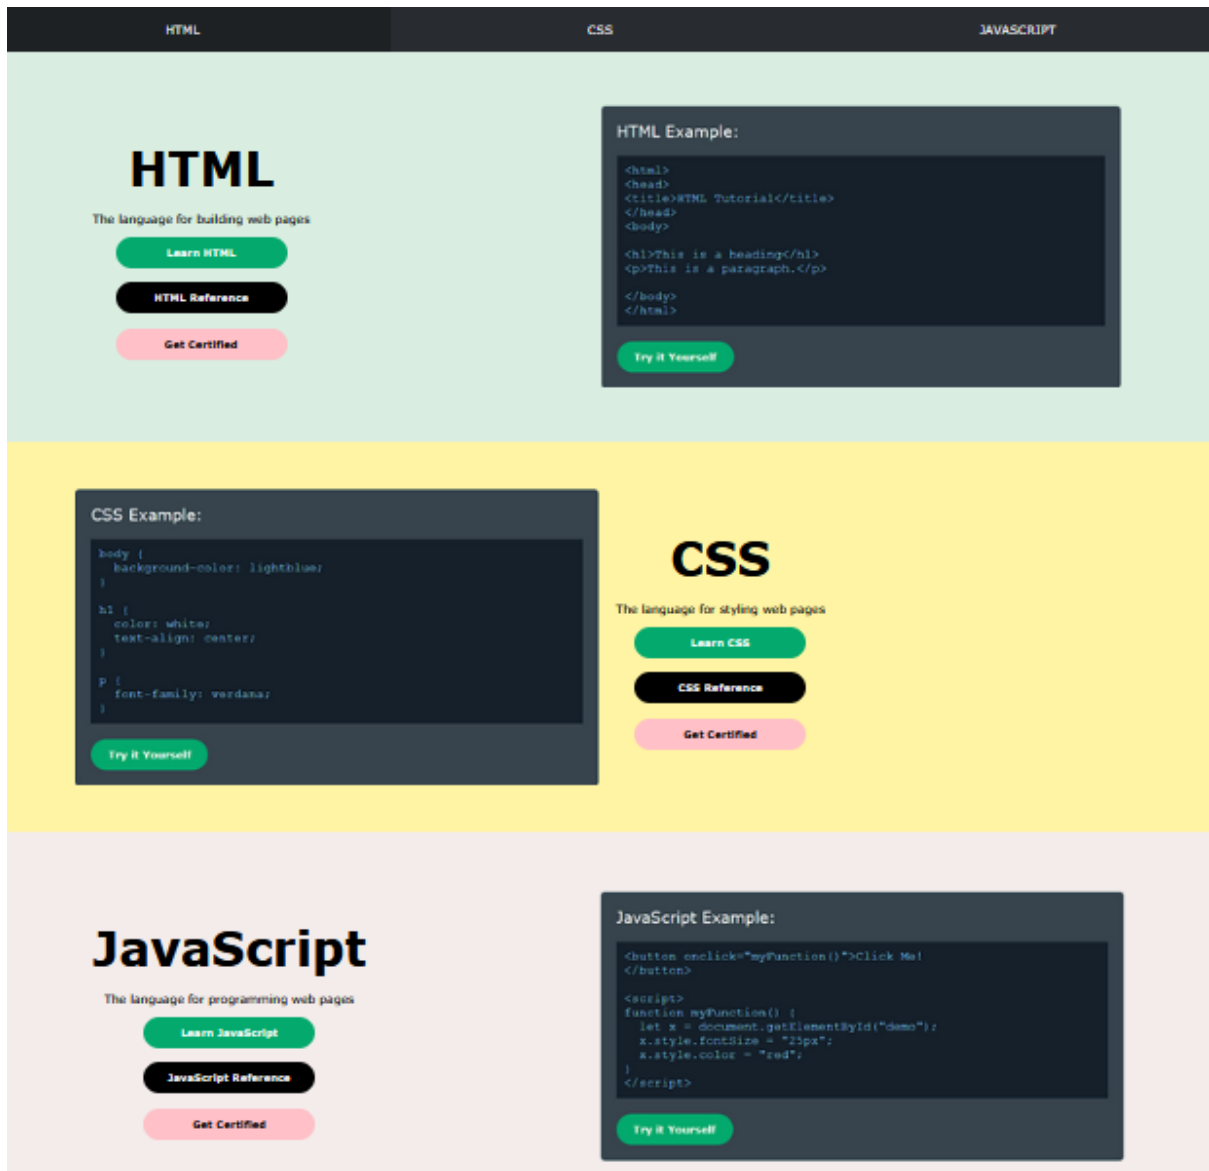 HTML
CSS
JAVASCRIPT
HTML
The language for building web pages
Learn HTML
HTML Reference
Get Certified
HTML Example:
<html>
<head>
<title>HTML Tutorial</title>
</head>
<body>
<h1>This is a heading</h1>
<p>This is a paragraph.</p>
</body>
</html>
Try it Yourself
CSS Example:
body {
background-color: lightblue;
}
h1 {
color: white;
text-align: center;
}
p {
font-family: verdana;
}
Try it Yourself
CSS
The language for styling web pages
Learn CSS
CSS Reference
Get Certified
JavaScript
The language for programming web pages
Learn JavaScript
JavaScript Reference
Get Certified
JavaScript Example:
<button onclick="myFunction()">Click Me!
</button>
<script>
function myFunction() {
let x = document.getElementById("demo");
x.style.fontSize = "25px";
x.style.color = "red";
}
</script>
Try it Yourself